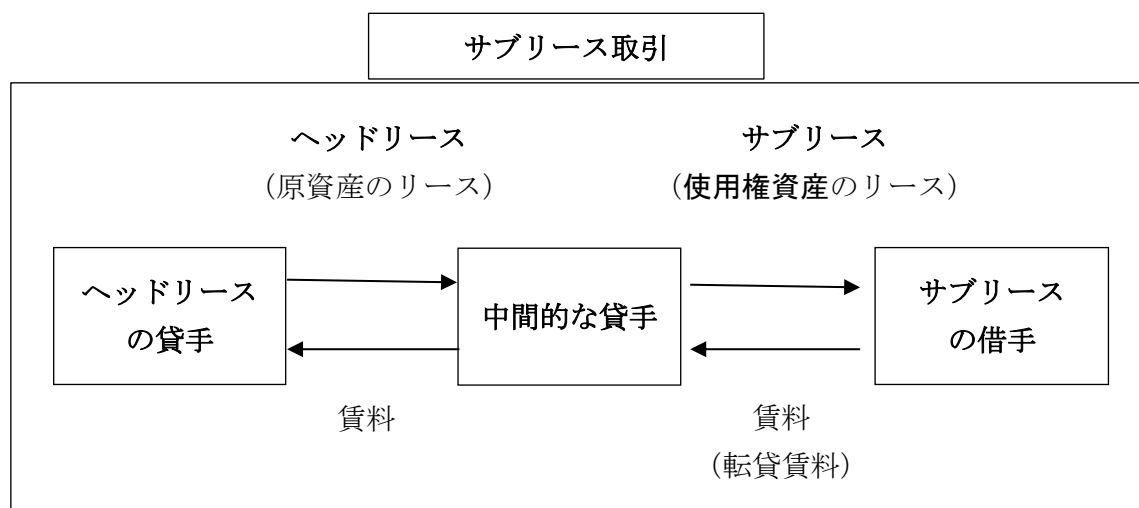 サブリース取引
ヘッドリース
（原資産のリース）
サブリース
（使用権資産のリース）
ヘッドリース
の貸手
中間的な貸手
サブリース
の借手
賃料
賃料
（転貸賃料）